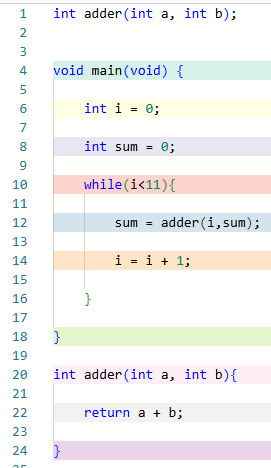 1 int adder(int a, int b);
2
3
4 void main(void) {
5
6 int i = 0;
7
8 int sum = 0;
9
10 while(i<11){
11
12 sum = adder(i,sum);
13
14 i = i + 1;
15
16 }
17
18 }
19
20 int adder(int a, int b){
21
22 return a + b;
23
24 }